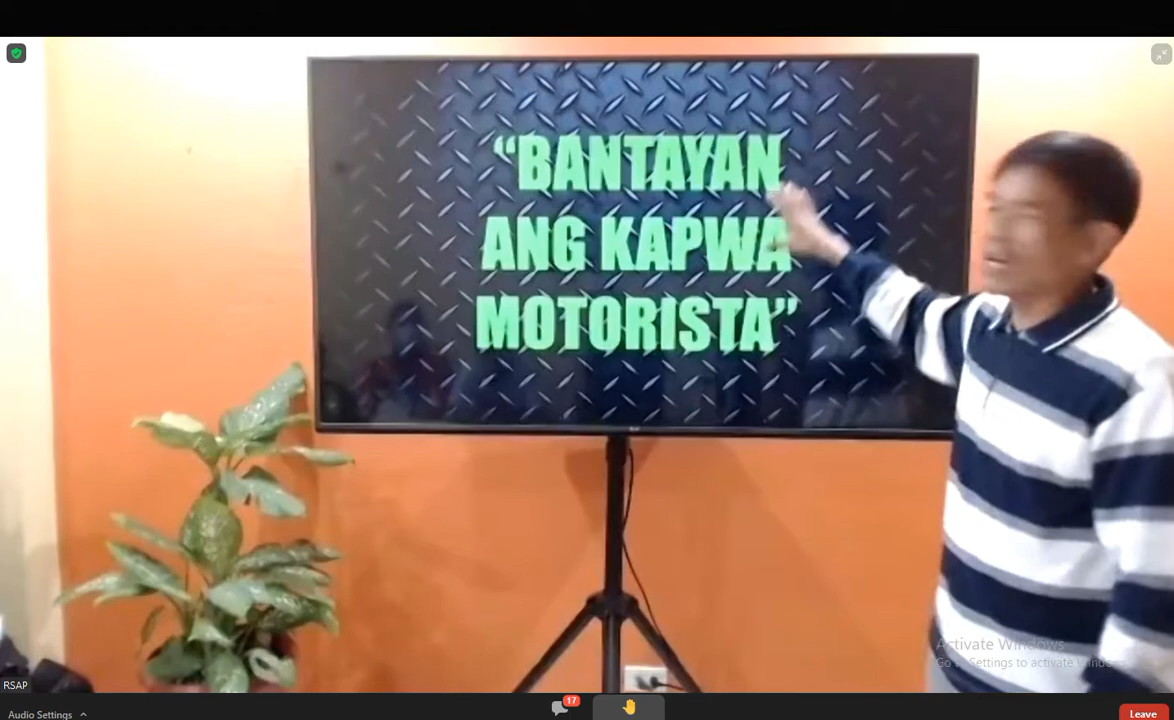 “BANTAYAN
ANG KAPWA
MOTORISTA”
Activate Windows
Go to Settings to activate Windows.
RSAP
17
Audio Settings
Leave